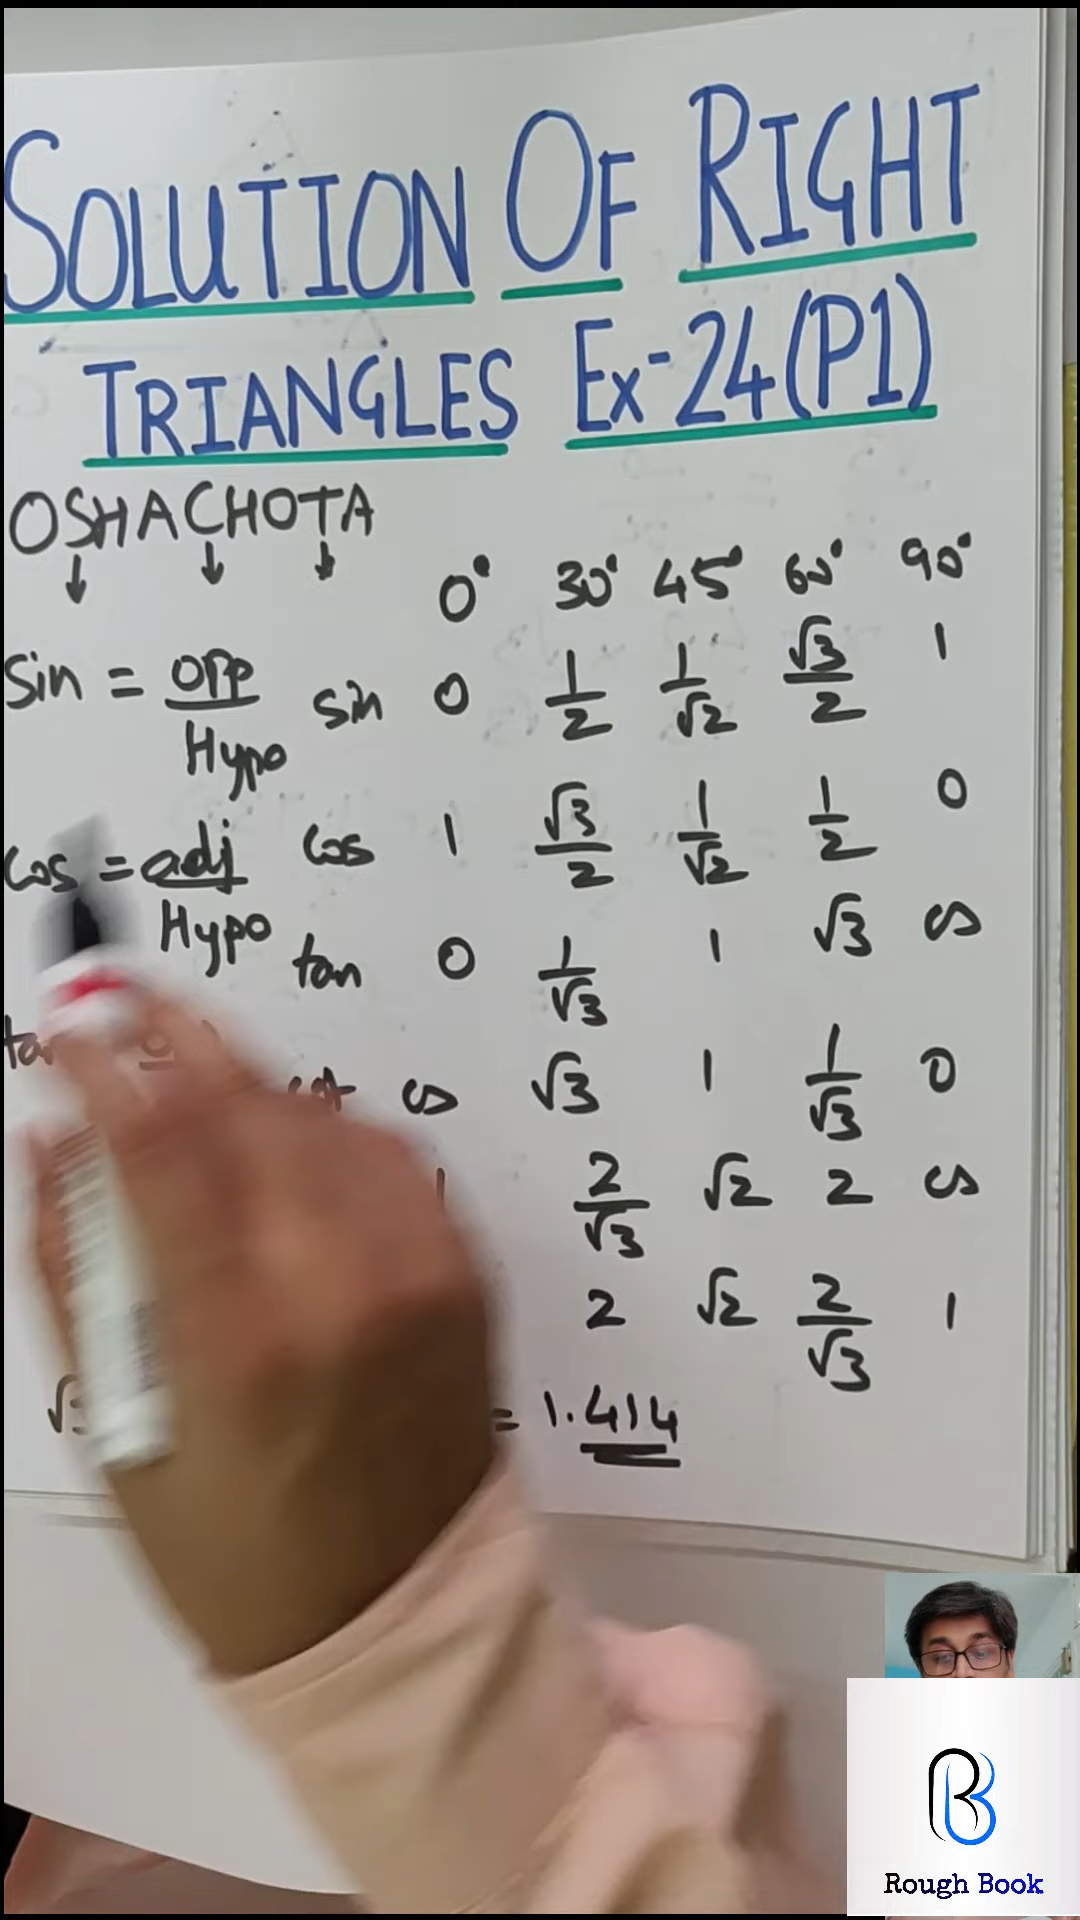 SOLUTION OF RIGHT
TRIANGLES Ex-24(P1)
OSHACHOTA
↓ ↓ ↓
0° 30° 45° 60° 90°
Sin = opp/Hypo
sin 0 1/2 1/√2 √3/2 1
cos = adj/Hypo
cos 1 √3/2 1/√2 1/2 0
tan 0 1/√3 1 √3 ∞
∞ √3 1 1/√3 0
2/√3 √2 2 ∞
2 √2 2/√3 1
= 1.414
Rough Book